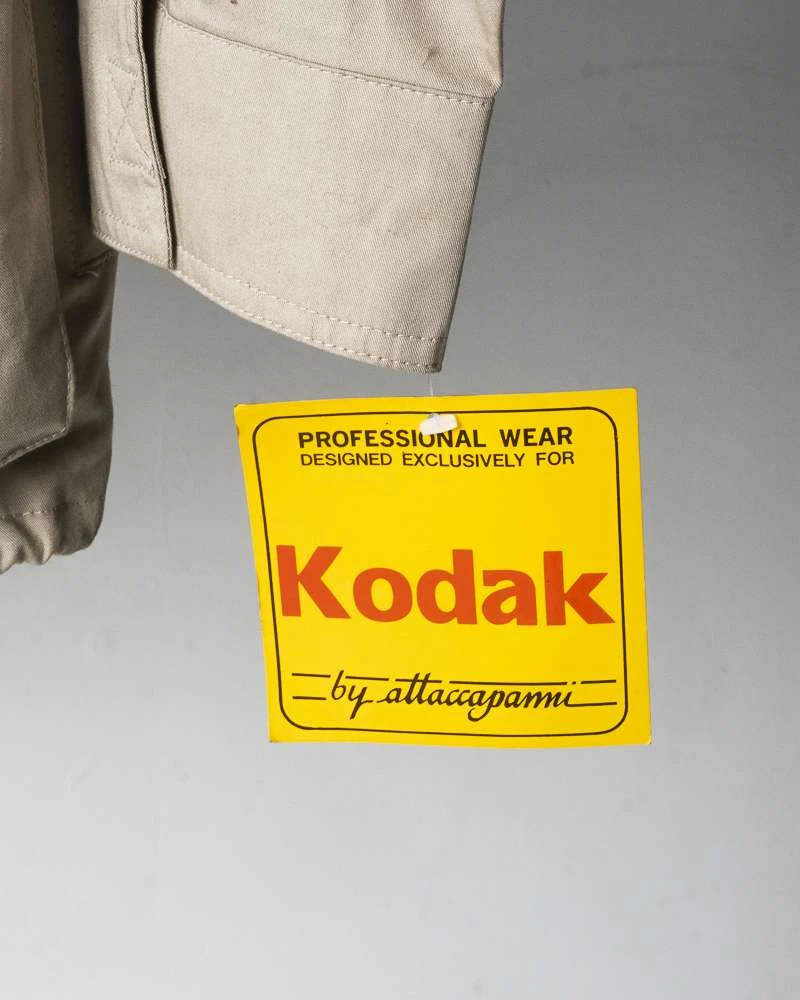 PROFESSIONAL WEAR
DESIGNED EXCLUSIVELY FOR
Kodak
by attaccapanni